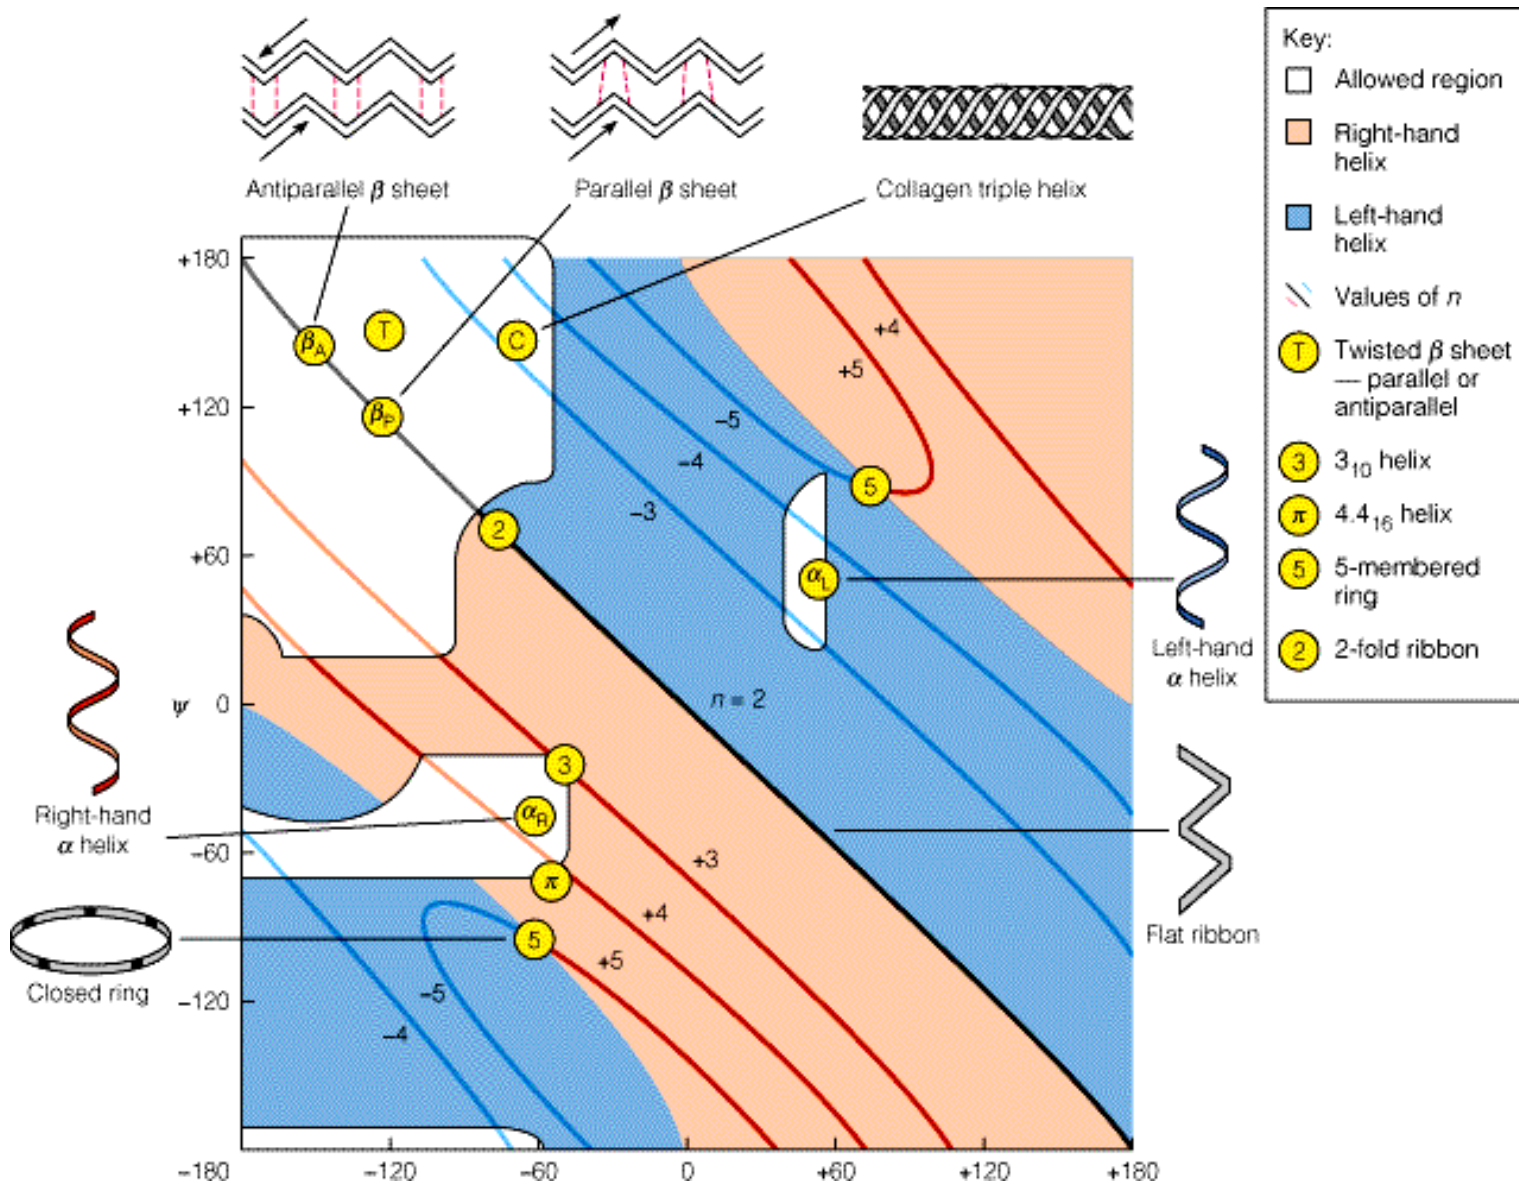 Key:
Allowed region
Right-hand
helix
Left-hand
helix
Values of n
T
Twisted β sheet
— parallel or
antiparallel
3
3₁₀ helix
π
4.4₁₆ helix
5
5-membered
ring
2
2-fold ribbon
Antiparallel β sheet
Parallel β sheet
Collagen triple helix
+180
+120
+60
ψ 0
−60
−120
−180
−120
−60
0
+60
+120
+180
βA
T
C
βP
2
+4
+5
−5
−4
−3
5
αL
n = 2
3
αR
π
5
+3
+4
+5
−5
−4
Left-hand
α helix
Flat ribbon
Right-hand
α helix
Closed ring